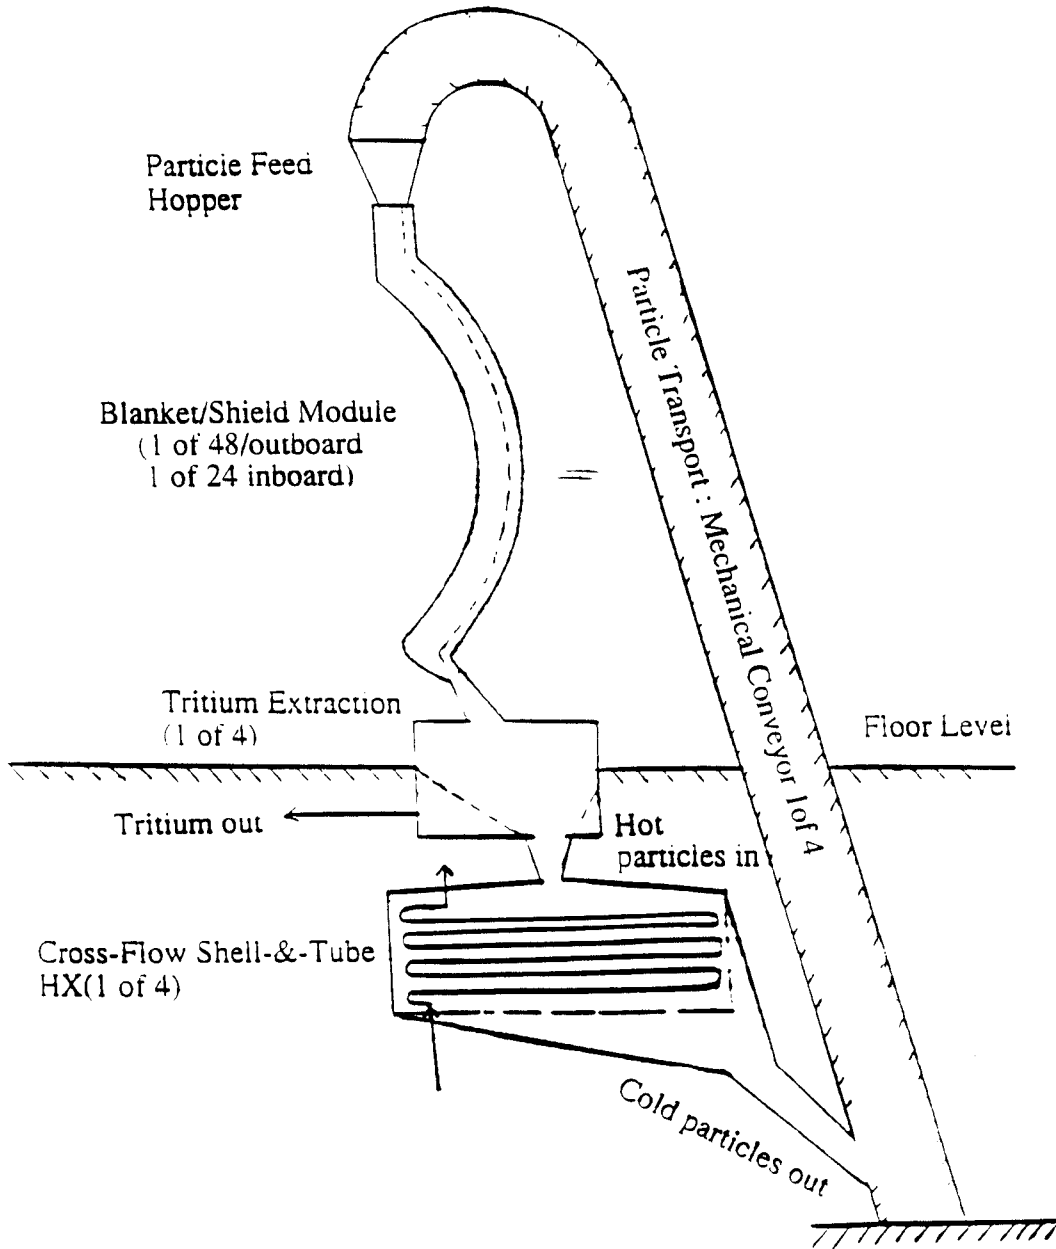 Particle Feed
Hopper
Particle Transport : Mechanical Conveyor 1of 4
Blanket/Shield Module
(1 of 48/outboard
1 of 24 inboard)
Tritium Extraction
(1 of 4)
Floor Level
Tritium out
Hot
particles in
Cross-Flow Shell-&-Tube
HX(1 of 4)
Cold particles out